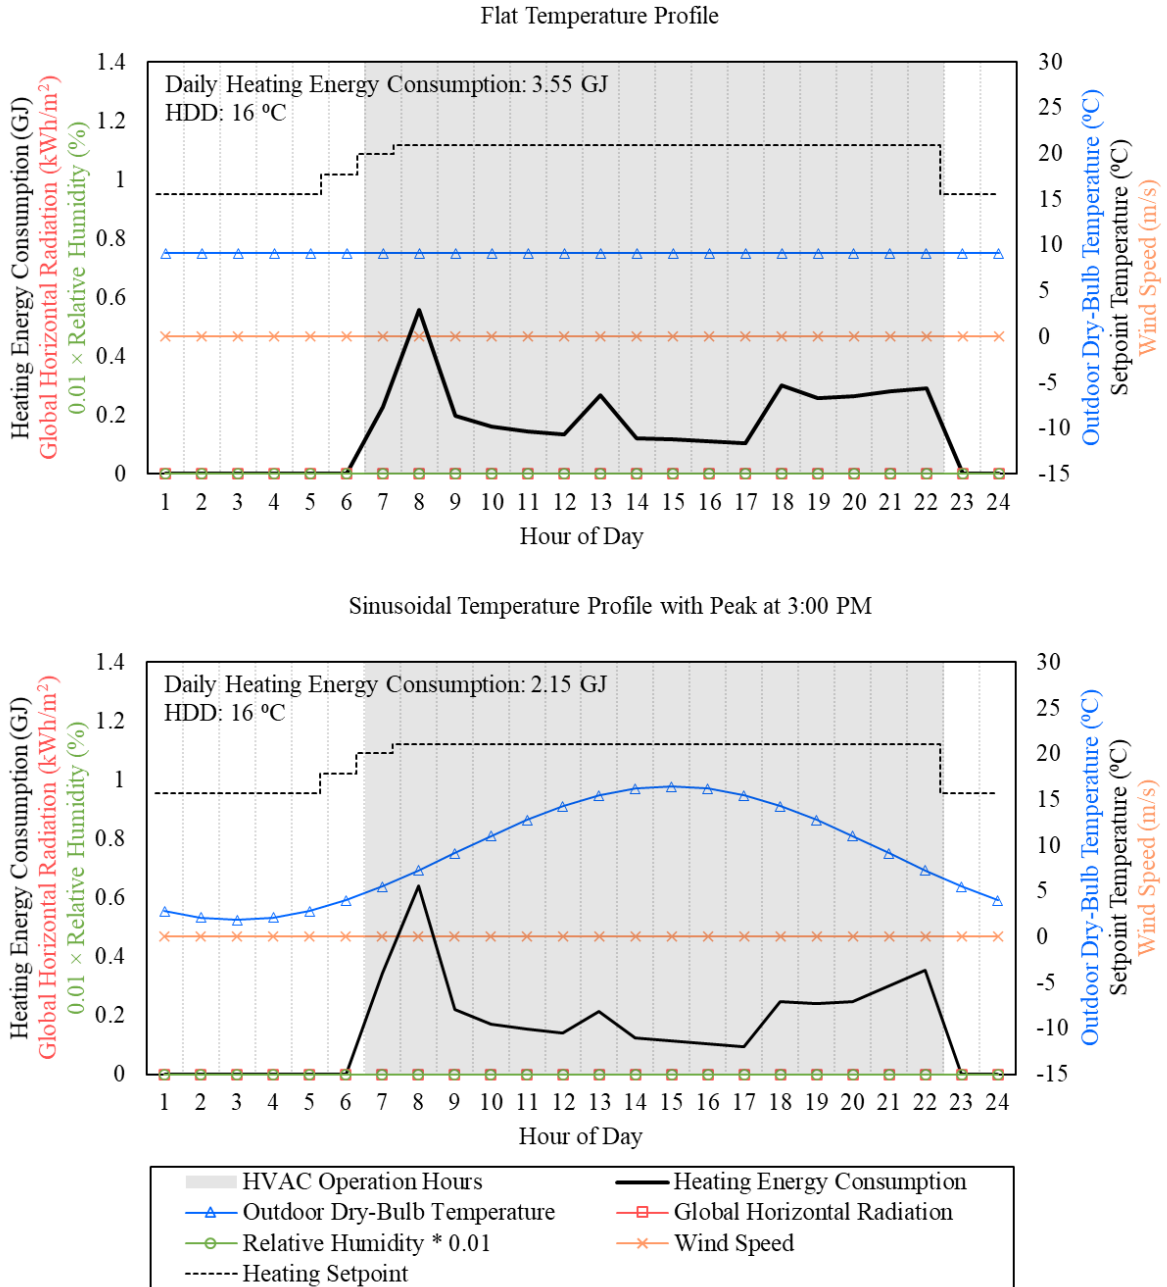 Flat Temperature Profile
Daily Heating Energy Consumption: 3.55 GJ
HDD: 16 ⁰C
Heating Energy Consumption (GJ)
Global Horizontal Radiation (kWh/m²)
0.01 × Relative Humidity (%)
1.4
1.2
1
0.8
0.6
0.4
0.2
0
30
25
20
15
10
5
0
-5
-10
-15
Outdoor Dry-Bulb Temperature (⁰C)
Setpoint Temperature (⁰C)
Wind Speed (m/s)
1 2 3 4 5 6 7 8 9 10 11 12 13 14 15 16 17 18 19 20 21 22 23 24
Hour of Day
Sinusoidal Temperature Profile with Peak at 3:00 PM
Daily Heating Energy Consumption: 2.15 GJ
HDD: 16 ⁰C
Heating Energy Consumption (GJ)
Global Horizontal Radiation (kWh/m²)
0.01 × Relative Humidity (%)
1.4
1.2
1
0.8
0.6
0.4
0.2
0
30
25
20
15
10
5
0
-5
-10
-15
Outdoor Dry-Bulb Temperature (⁰C)
Setpoint Temperature (⁰C)
Wind Speed (m/s)
1 2 3 4 5 6 7 8 9 10 11 12 13 14 15 16 17 18 19 20 21 22 23 24
Hour of Day
HVAC Operation Hours
Heating Energy Consumption
Outdoor Dry-Bulb Temperature
Global Horizontal Radiation
Relative Humidity * 0.01
Wind Speed
Heating Setpoint